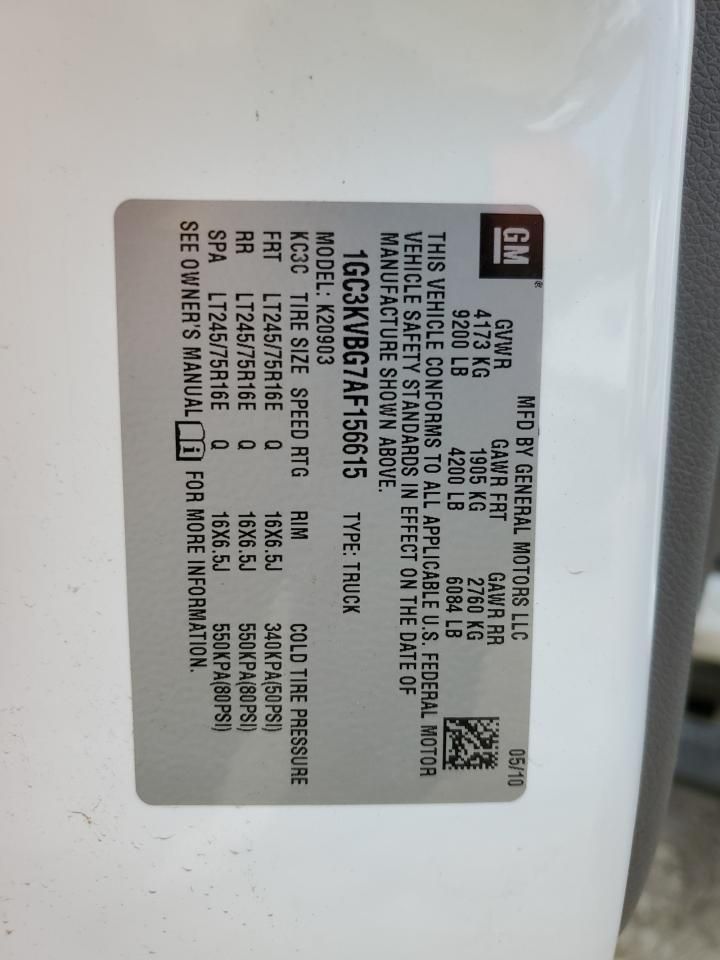 GM®
MFD BY GENERAL MOTORS LLC 05/10
GVWR GAWR FRT GAWR RR
4173 KG 1905 KG 2760 KG
9200 LB 4200 LB 6084 LB
THIS VEHICLE CONFORMS TO ALL APPLICABLE U.S. FEDERAL MOTOR
VEHICLE SAFETY STANDARDS IN EFFECT ON THE DATE OF
MANUFACTURE SHOWN ABOVE.
1GC3KVBG7AF156615 TYPE: TRUCK
MODEL: K20903
KC3C TIRE SIZE SPEED RTG RIM COLD TIRE PRESSURE
FRT LT245/75R16E Q 16X6.5J 340KPA(50PSI)
RR LT245/75R16E Q 16X6.5J 550KPA(80PSI)
SPA LT245/75R16E Q 16X6.5J 550KPA(80PSI)
SEE OWNER'S MANUAL i FOR MORE INFORMATION.